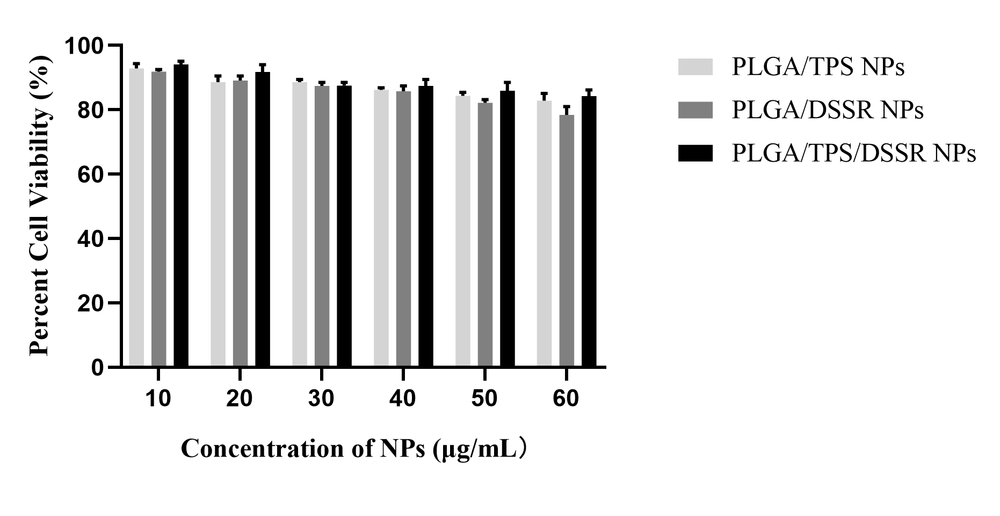 Percent Cell Viability (%)
100
80
60
40
20
0
10 20 30 40 50 60
Concentration of NPs (μg/mL）
PLGA/TPS NPs
PLGA/DSSR NPs
PLGA/TPS/DSSR NPs